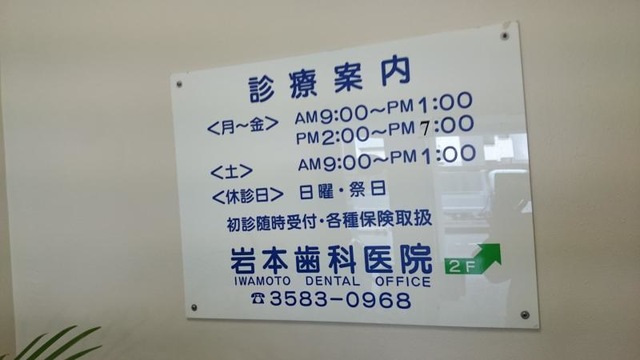 診療案内
<月〜金> AM9:00〜PM1:00
PM2:00〜PM7:00
<土> AM9:00〜PM1:00
<休診日> 日曜・祭日
初診随時受付・各種保険取扱
岩本歯科医院 2F
IWAMOTO DENTAL OFFICE
☎3583-0968